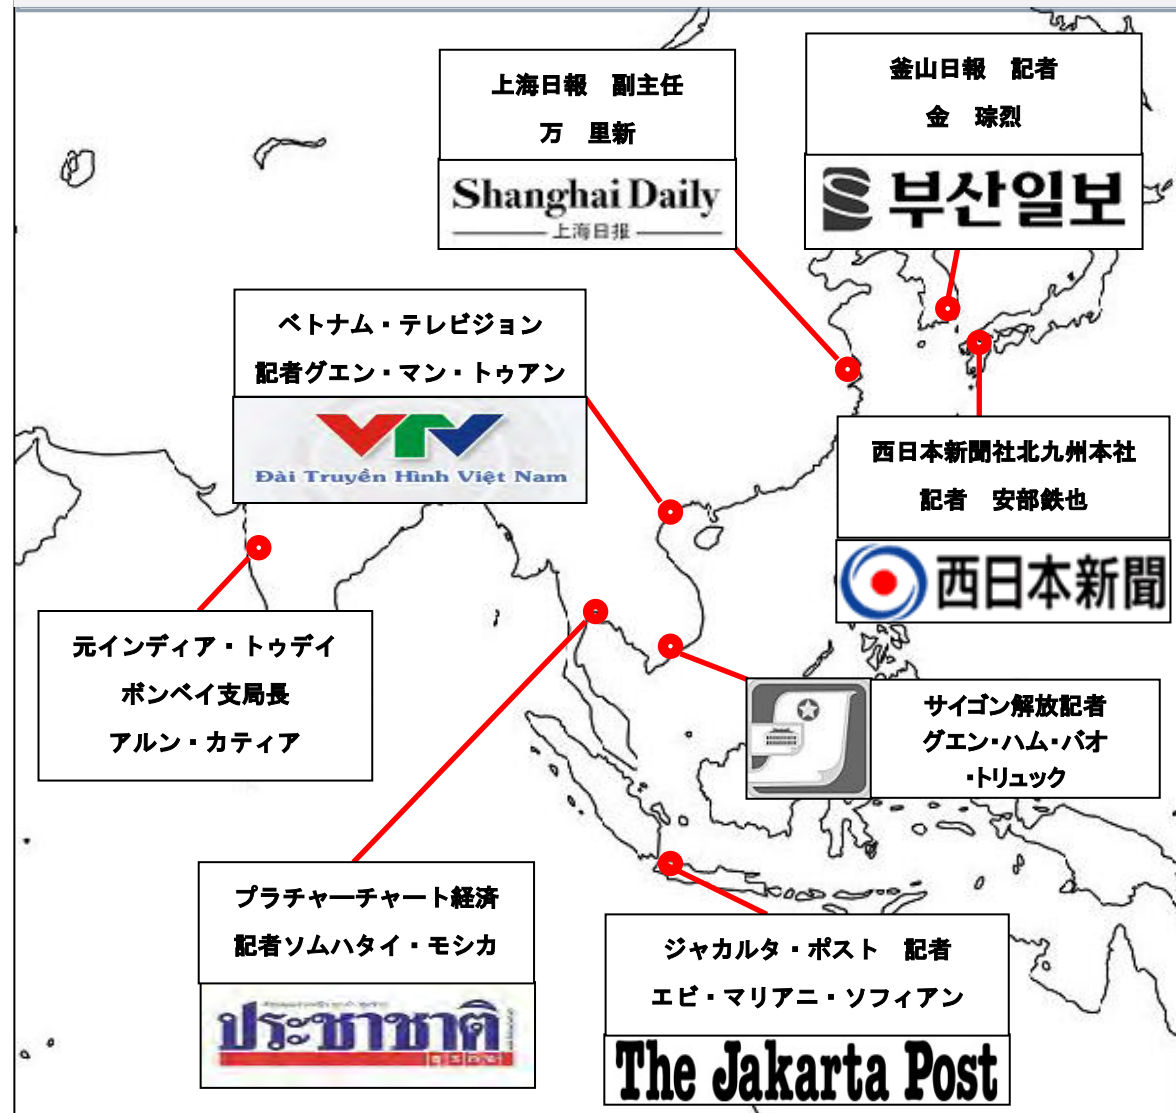 上海日報　副主任
万　里新
Shanghai Daily
上海日报
釜山日報　記者
金　琮烈
부산일보
ベトナム・テレビジョン
記者グエン・マン・トゥアン
VTV
Đài Truyền Hình Việt Nam
西日本新聞社北九州本社
記者　安部鉄也
西日本新聞
元インディア・トゥデイ
ボンベイ支局長
アルン・カティア
サイゴン解放記者
グエン・ハム・バオ
・トリュック
プラチャーチャート経済
記者ソムハタイ・モシカ
ประชาชาติ
ジャカルタ・ポスト　記者
エビ・マリアニ・ソフィアン
The Jakarta Post